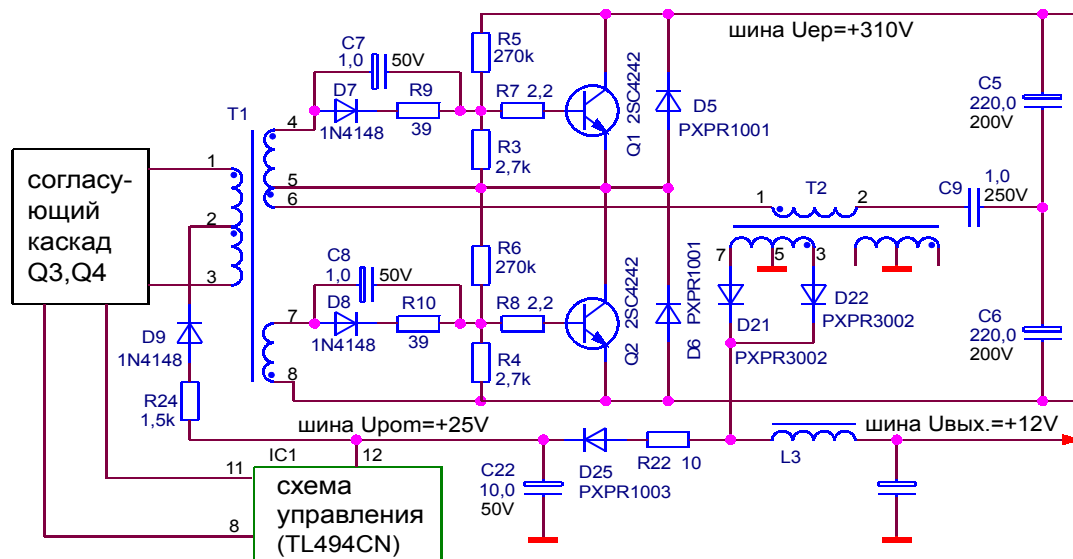 шина Uep=+310V
C7
1,0
50V
R5
270k
D7
1N4148
R9
39
R7 2,2
Q1 2SC4242
D5
PXPR1001
C5
220,0
200V
T1
4
R3
2,7k
согласу-
ющий
каскад
Q3,Q4
1
2
3
5
6
1
T2
2
C9
1,0
250V
R6
270k
C8
1,0
50V
7
D8
1N4148
R10
39
R8 2,2
Q2 2SC4242
D6 PXPR1001
7
5
3
D22
PXPR3002
D21
PXPR3002
C6
220,0
200V
D9
1N4148
8
R4
2,7k
R24
1,5k
шина Upom=+25V
шина Uвых.=+12V
IC1
12
11
8
схема
управления
(TL494CN)
C22
10,0
50V
D25
PXPR1003
R22 10
L3